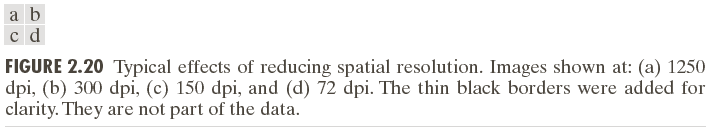 a b
c d
FIGURE 2.20 Typical effects of reducing spatial resolution. Images shown at: (a) 1250
dpi, (b) 300 dpi, (c) 150 dpi, and (d) 72 dpi. The thin black borders were added for
clarity. They are not part of the data.